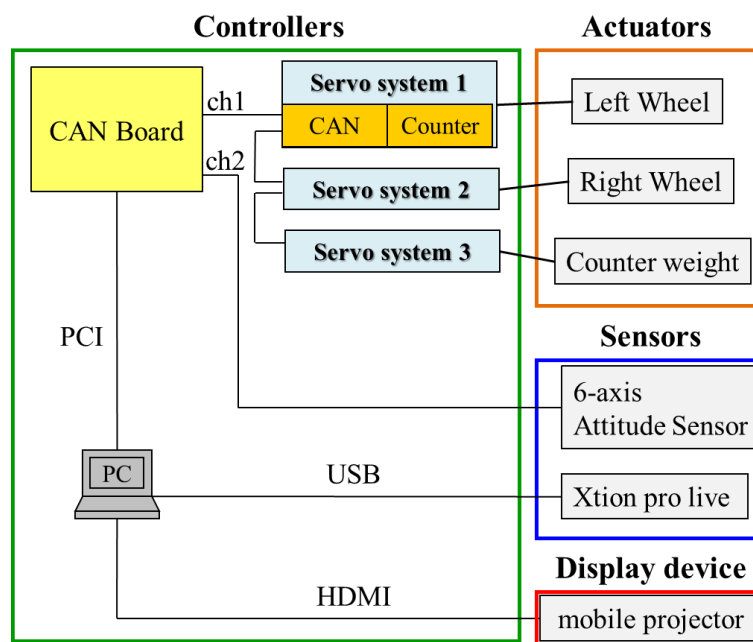 Controllers
Actuators
CAN Board
ch1
ch2
Servo system 1
CAN
Counter
Servo system 2
Servo system 3
Left Wheel
Right Wheel
Counter weight
PCI
Sensors
6-axis
Attitude Sensor
PC
USB
Xtion pro live
Display device
HDMI
mobile projector